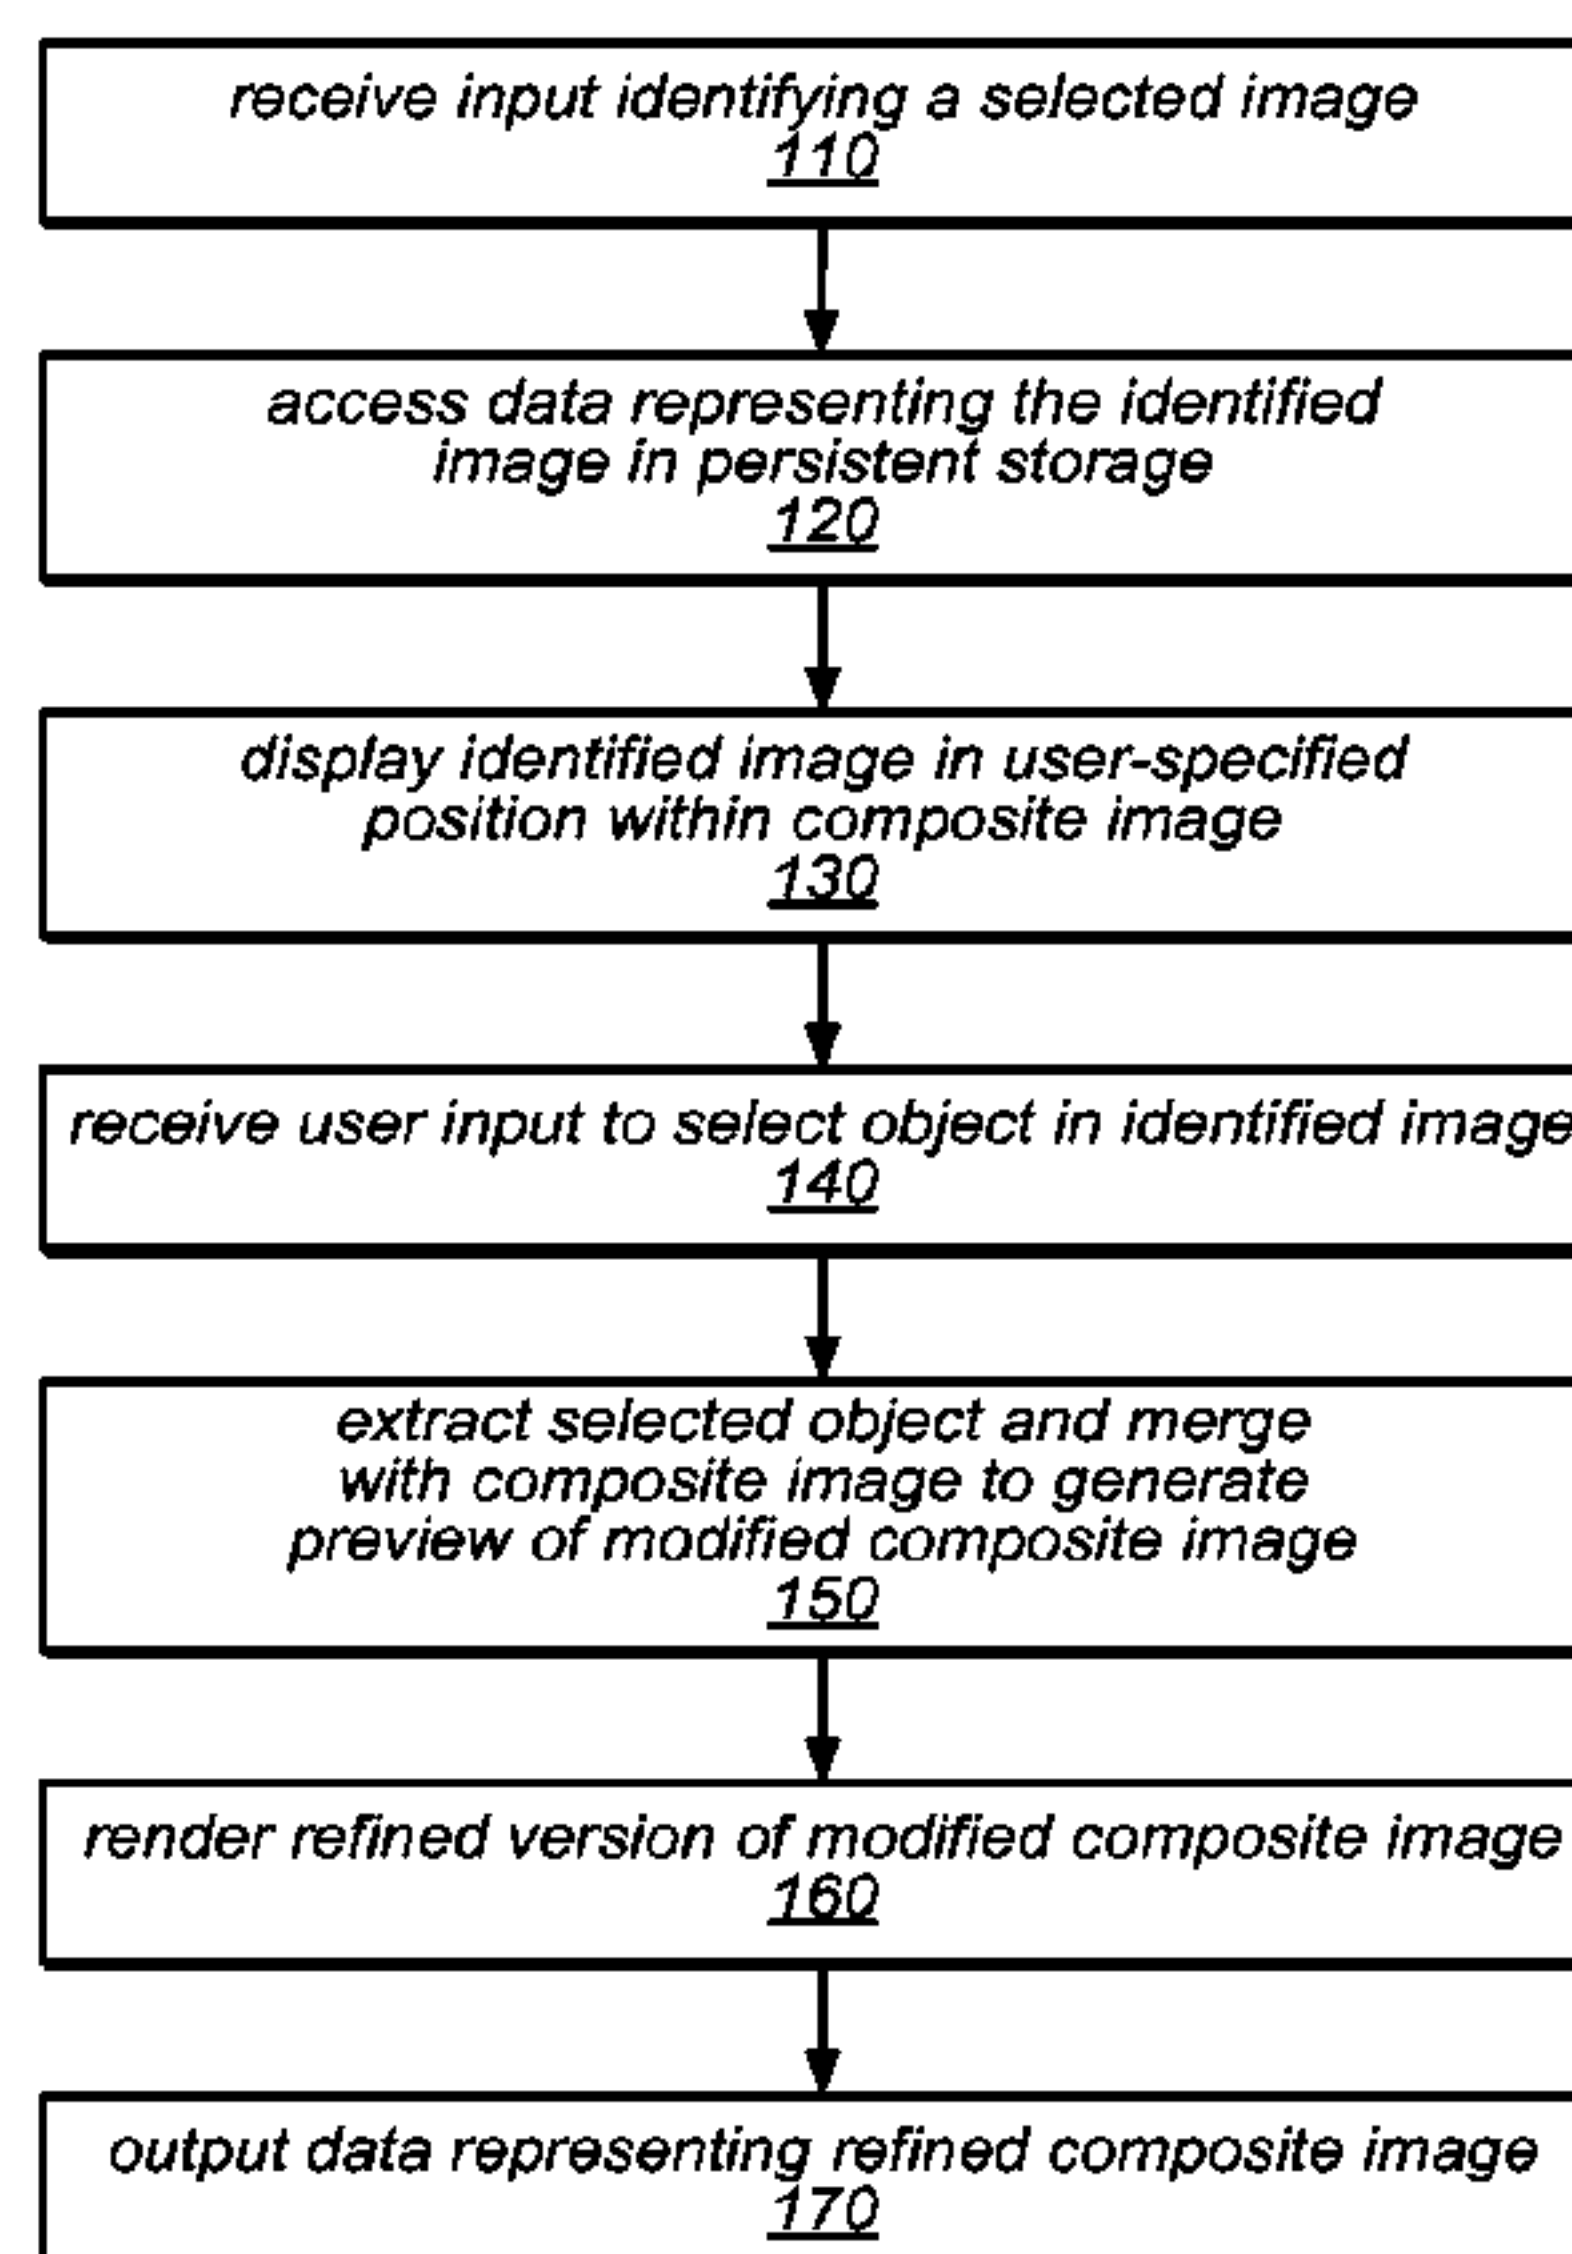 receive input identifying a selected image
110
access data representing the identified
image in persistent storage
120
display identified image in user-specified
position within composite image
130
receive user input to select object in identified image
140
extract selected object and merge
with composite image to generate
preview of modified composite image
150
render refined version of modified composite image
160
output data representing refined composite image
170